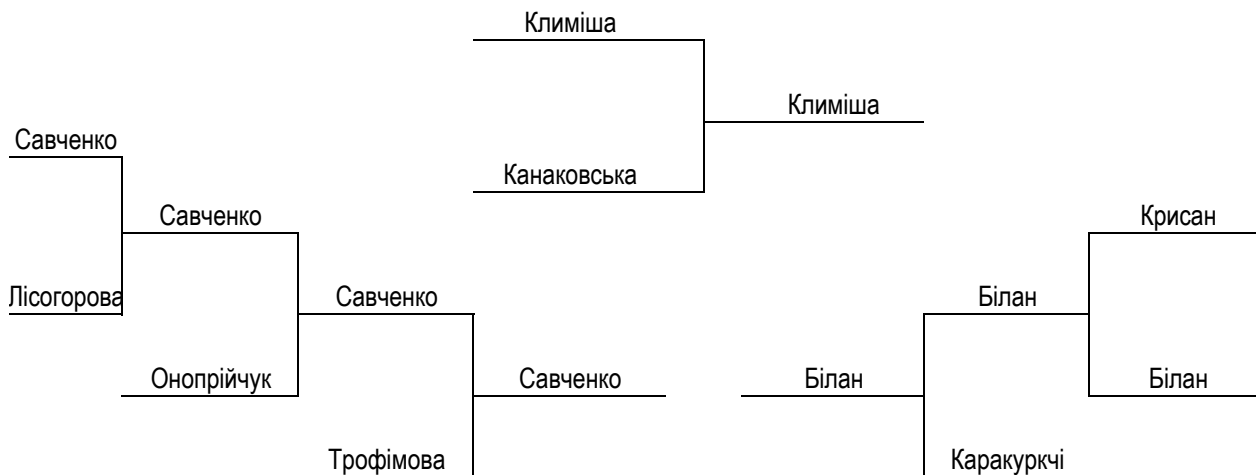 Климіша
Климіша
Савченко
Канаковська
Савченко
Крисан
Лісогорова
Савченко
Білан
Онопрійчук
Савченко
Білан
Білан
Трофімова
Каракуркчі